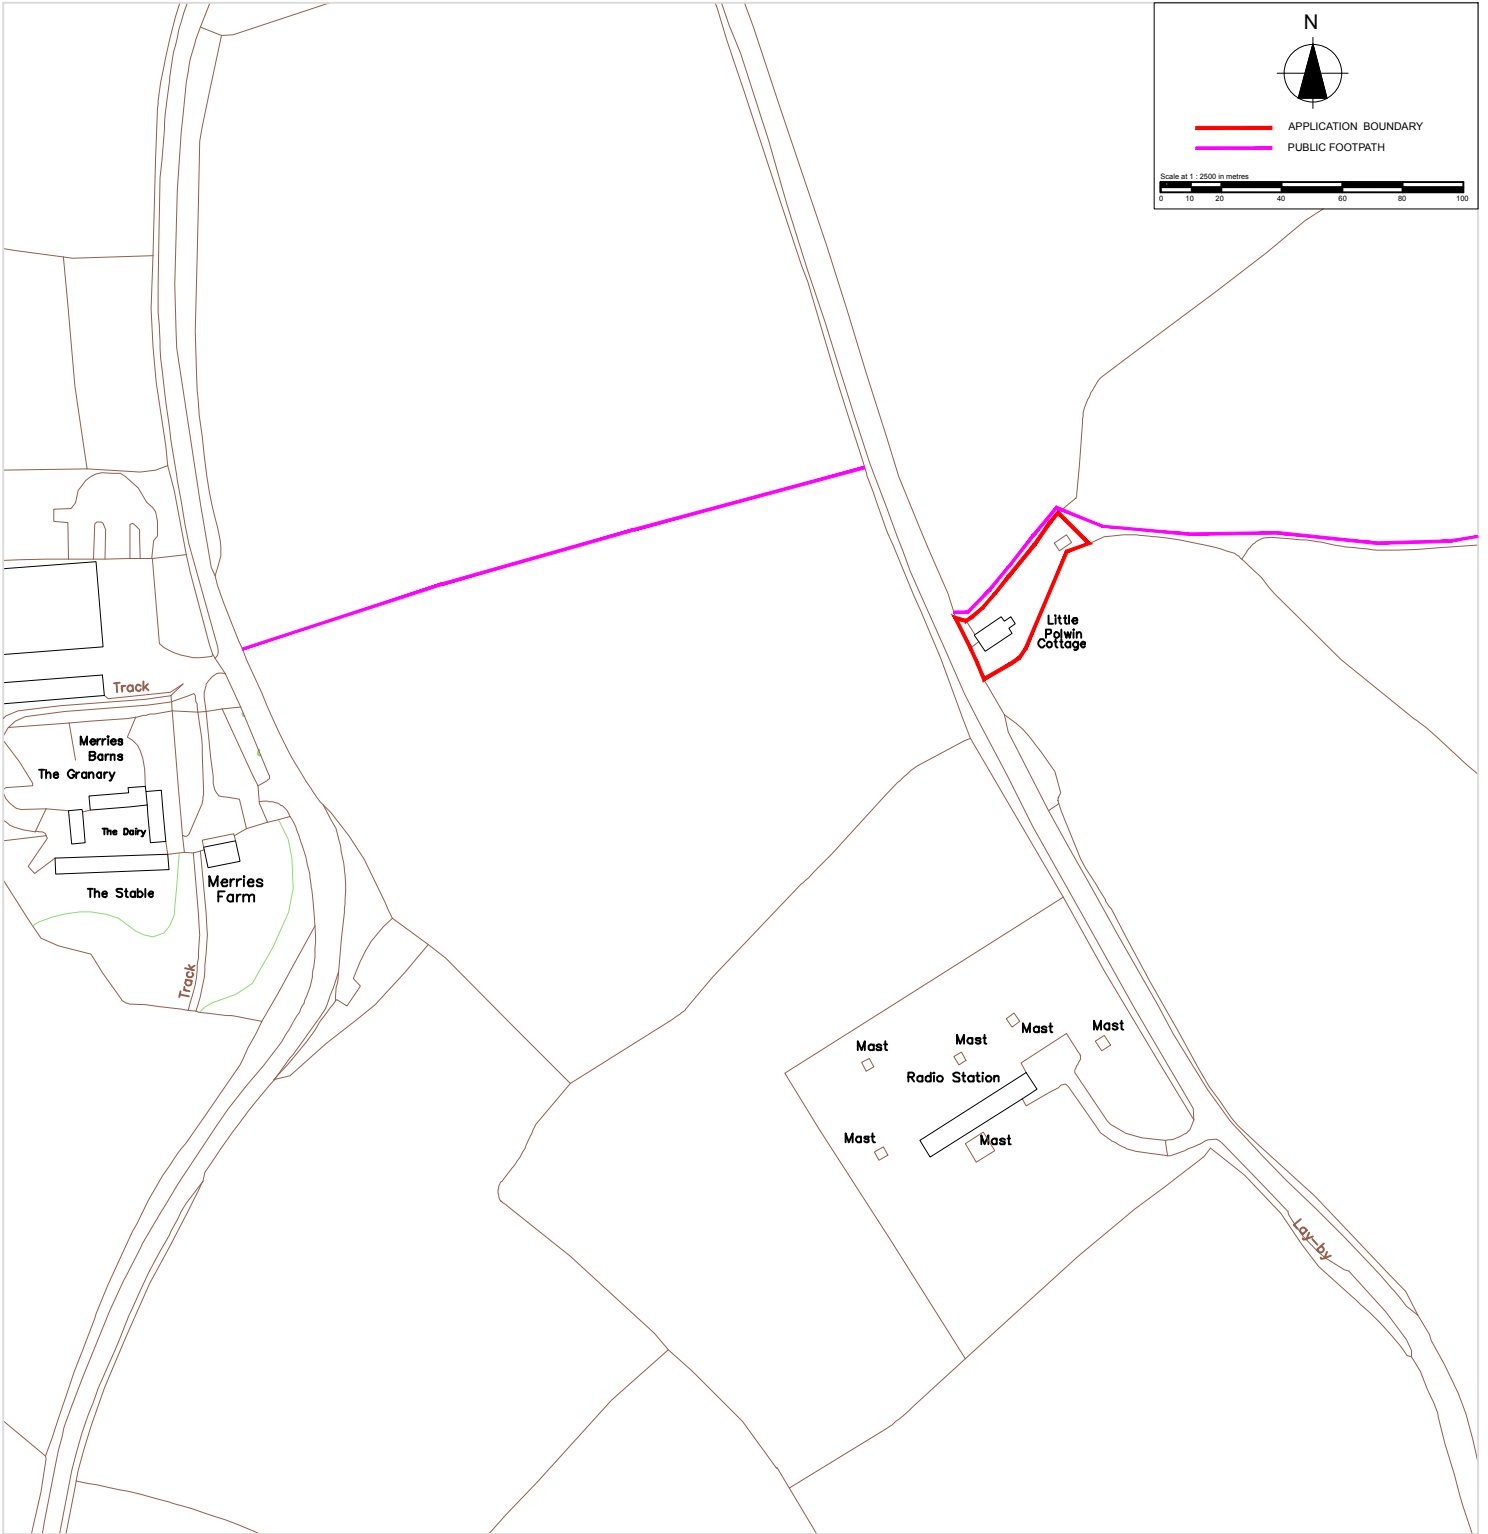 N
APPLICATION BOUNDARY
PUBLIC FOOTPATH
Scale at 1 : 2500 in metres
0 10 20 40 60 80 100
Little
Polwin
Cottage
Track
Merries
Barns
The Granary
The Dairy
The Stable
Merries
Farm
Track
Mast
Mast
Mast
Mast
Radio Station
Mast
Mast
Lay-by